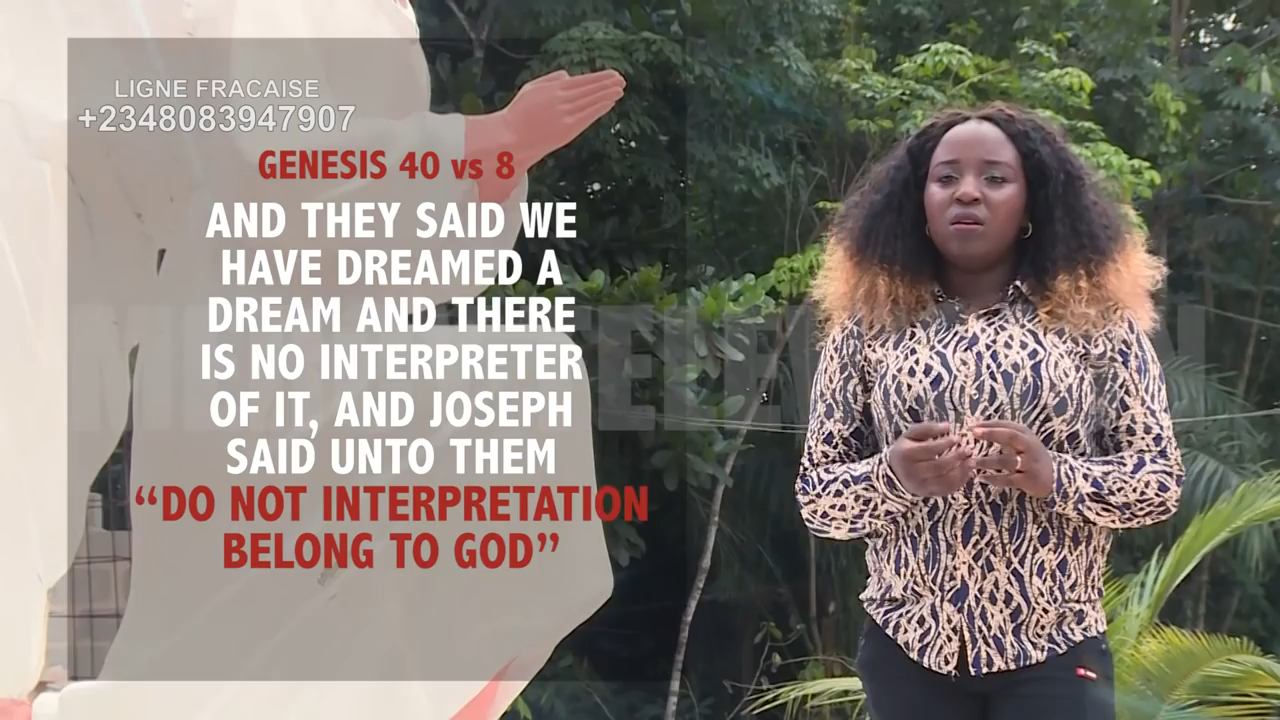 LIGNE FRACAISE
+2348083947907
GENESIS 40 vs 8
AND THEY SAID WE
HAVE DREAMED A
DREAM AND THERE
IS NO INTERPRETER
OF IT, AND JOSEPH
SAID UNTO THEM
“DO NOT INTERPRETATION
BELONG TO GOD”